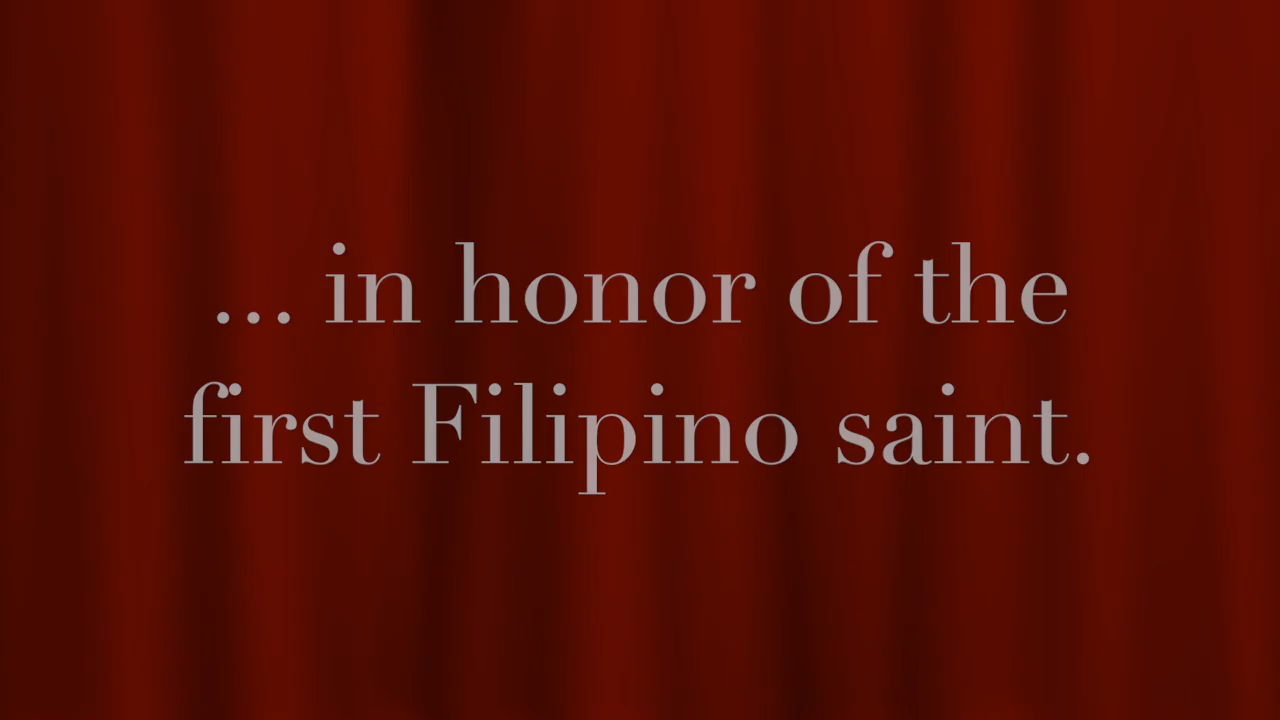 ... in honor of the
first Filipino saint.